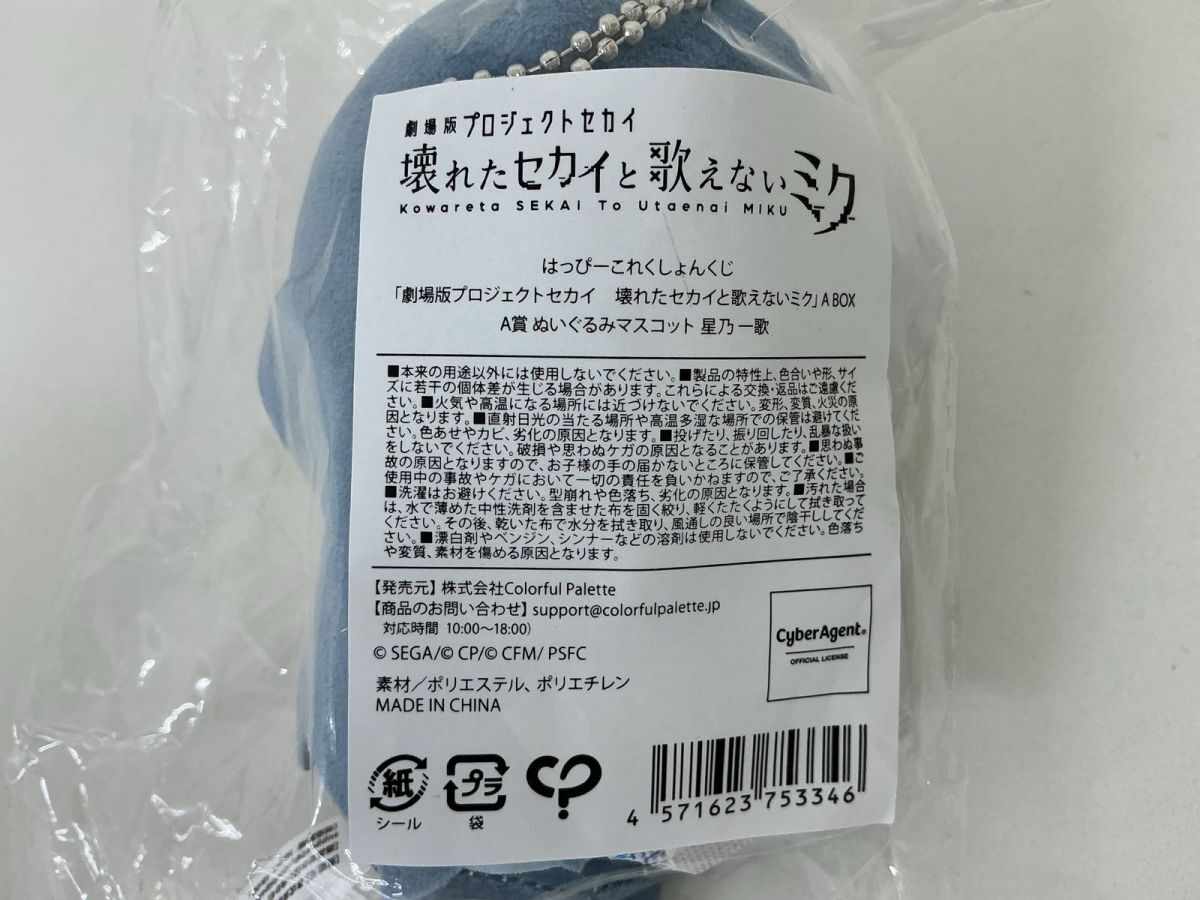 劇場版 プロジェクトセカイ
壊れたセカイと歌えないミク
Kowareta SEKAI To Utaenai MIKU
はっぴーこれくしょんくじ
「劇場版プロジェクトセカイ　壊れたセカイと歌えないミク」A BOX
A賞 ぬいぐるみマスコット 星乃一歌
■本来の用途以外には使用しないでください。■製品の特性上、色合いや形、サイ
ズに若干の個体差が生じる場合があります。これらによる交換・返品はご遠慮くだ
さい。■火気や高温になる場所には近づけないでください。変形、変質、火災の原
因となります。■直射日光の当たる場所や高温多湿な場所での保管は避けてくだ
さい。色あせやカビ、劣化の原因となります。■投げたり、振り回したり、乱暴な扱い
をしないでください。破損や思わぬケガの原因となることがあります。■思わぬ事
故の原因となりますので、お子様の手の届かないところに保管してください。■ご
使用中の事故やケガにおいて一切の責任を負いかねますので、ご了承ください。
■洗濯はお避けください。型崩れや色落ち、劣化の原因となります。■汚れた場合
は、水で薄めた中性洗剤を含ませた布を固く絞り、軽くたたくようにして拭き取って
ください。その後、乾いた布で水分を拭き取り、風通しの良い場所で陰干ししてくだ
さい。■漂白剤やベンジン、シンナーなどの溶剤は使用しないでください。色落ち
や変質、素材を傷める原因となります。
【発売元】株式会社Colorful Palette
【商品のお問い合わせ】support@colorfulpalette.jp
対応時間 10:00〜18:00)
© SEGA/© CP/© CFM/ PSFC
素材／ポリエステル、ポリエチレン
MADE IN CHINA
CyberAgent®
OFFICIAL LICENSE
紙
シール
プラ
袋
4 571623 753346